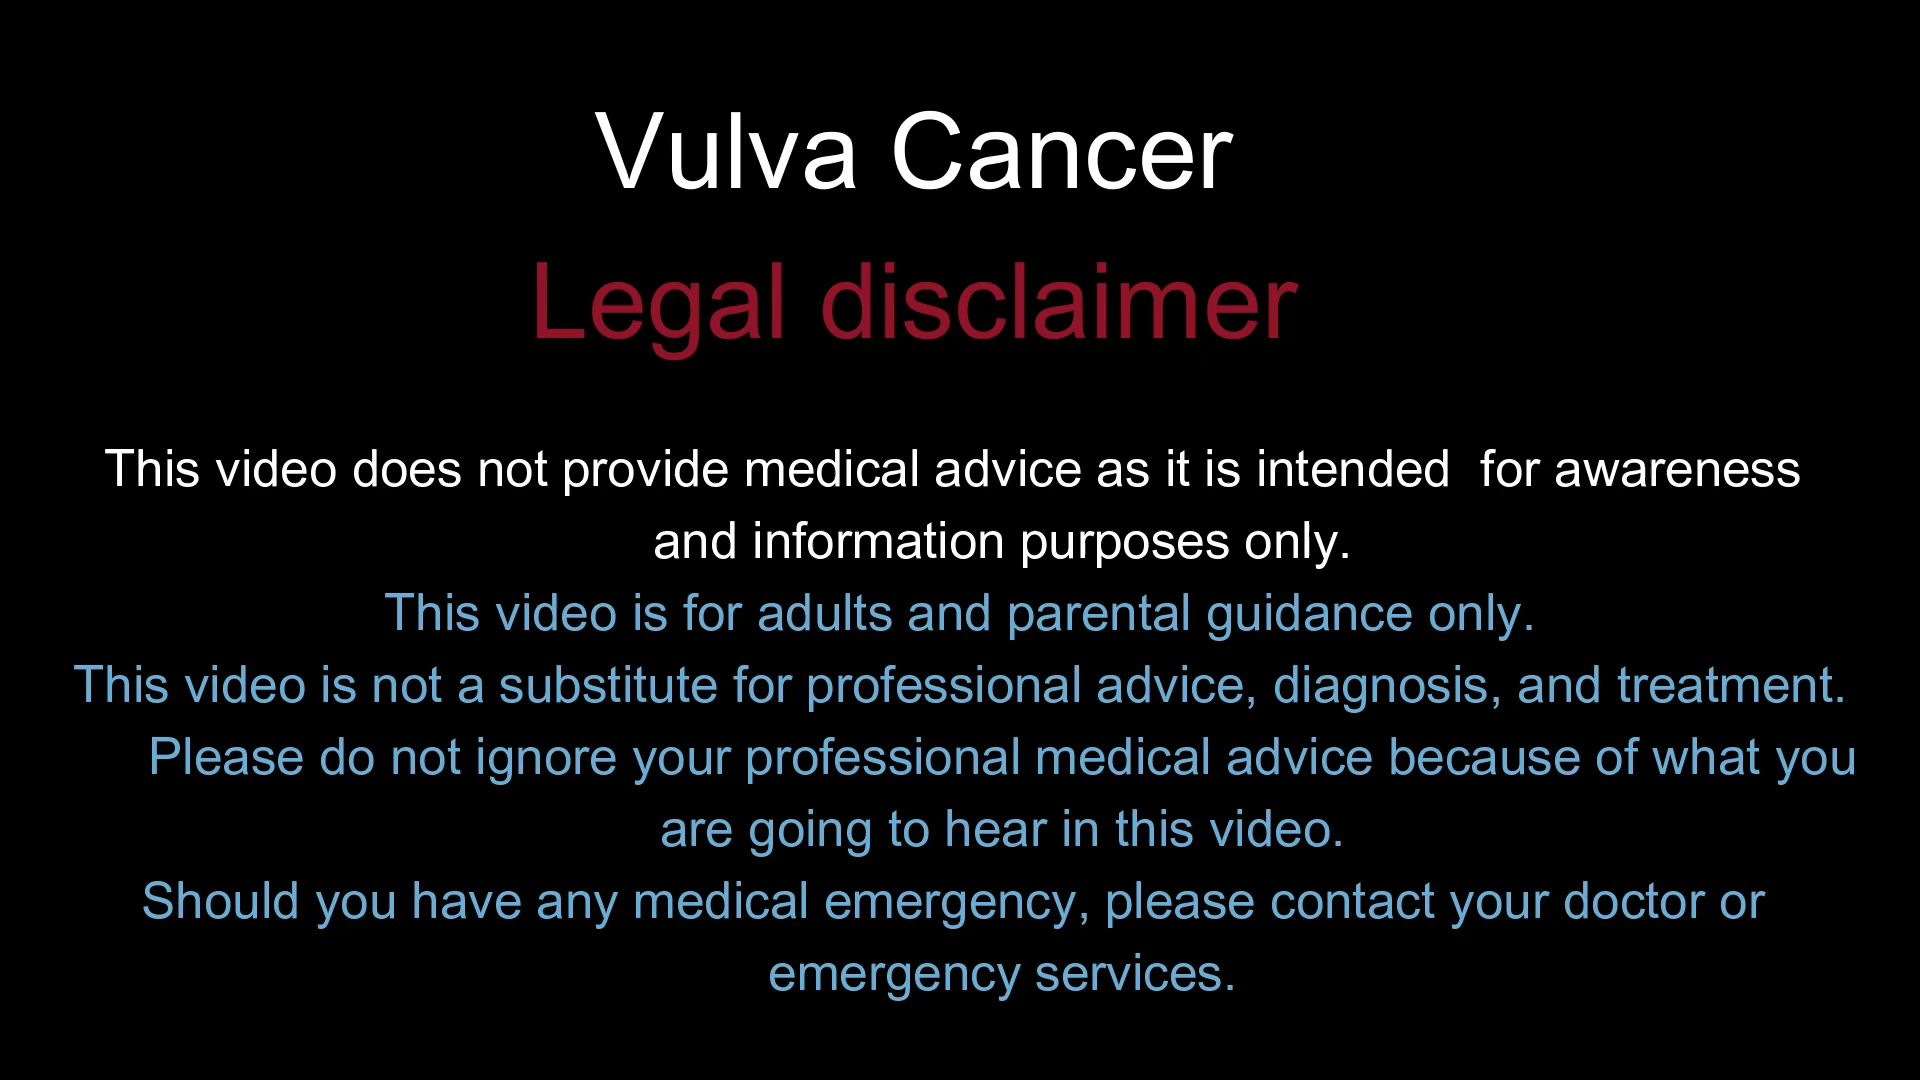 Vulva Cancer
Legal disclaimer
This video does not provide medical advice as it is intended  for awareness
and information purposes only.
This video is for adults and parental guidance only.
This video is not a substitute for professional advice, diagnosis, and treatment.
Please do not ignore your professional medical advice because of what you
are going to hear in this video.
Should you have any medical emergency, please contact your doctor or
emergency services.